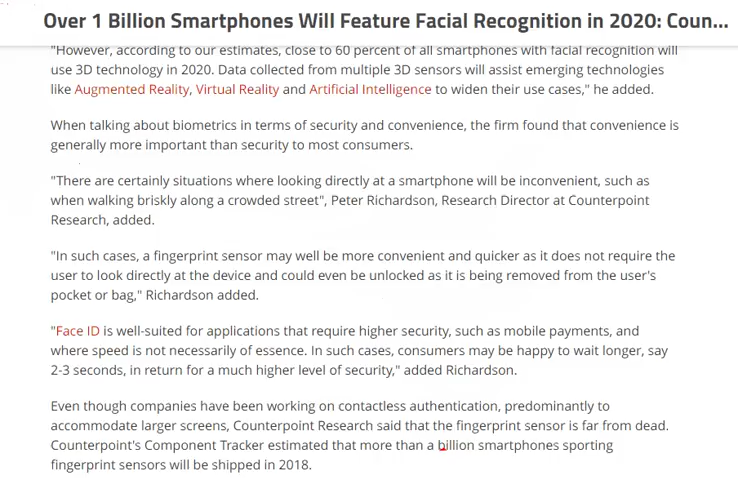 Over 1 Billion Smartphones Will Feature Facial Recognition in 2020: Coun...
"However, according to our estimates, close to 60 percent of all smartphones with facial recognition will
use 3D technology in 2020. Data collected from multiple 3D sensors will assist emerging technologies
like Augmented Reality, Virtual Reality and Artificial Intelligence to widen their use cases," he added.
When talking about biometrics in terms of security and convenience, the firm found that convenience is
generally more important than security to most consumers.
"There are certainly situations where looking directly at a smartphone will be inconvenient, such as
when walking briskly along a crowded street", Peter Richardson, Research Director at Counterpoint
Research, added.
"In such cases, a fingerprint sensor may well be more convenient and quicker as it does not require the
user to look directly at the device and could even be unlocked as it is being removed from the user's
pocket or bag," Richardson added.
"Face ID is well-suited for applications that require higher security, such as mobile payments, and
where speed is not necessarily of essence. In such cases, consumers may be happy to wait longer, say
2-3 seconds, in return for a much higher level of security," added Richardson.
Even though companies have been working on contactless authentication, predominantly to
accommodate larger screens, Counterpoint Research said that the fingerprint sensor is far from dead.
Counterpoint's Component Tracker estimated that more than a billion smartphones sporting
fingerprint sensors will be shipped in 2018.